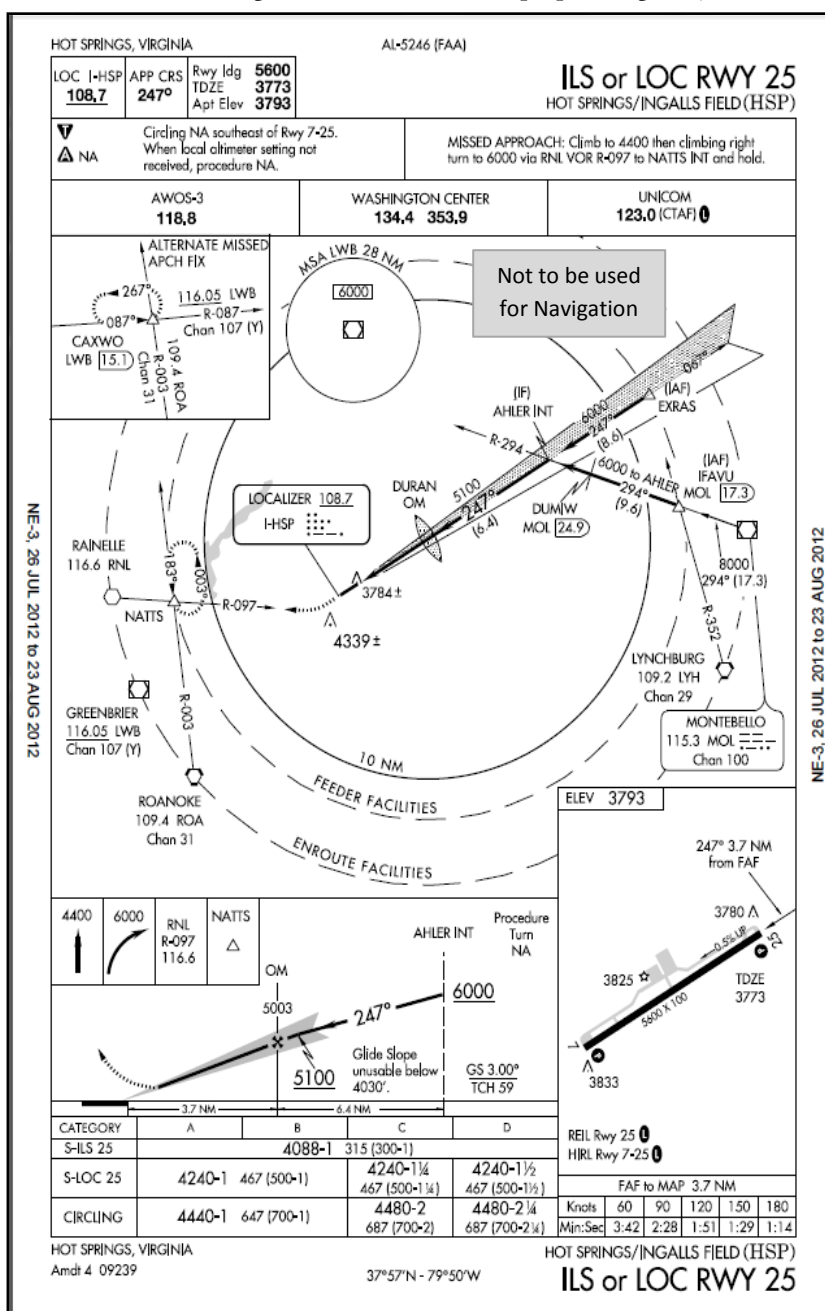 HOT SPRINGS, VIRGINIA
AL-5246 (FAA)
LOC I-HSP
108.7
APP CRS
247°
Rwy ldg 5600
TDZE 3773
Apt Elev 3793
ILS or LOC RWY 25
HOT SPRINGS/INGALLS FIELD (HSP)
T
A NA
Circling NA southeast of Rwy 7-25.
When local altimeter setting not
received, procedure NA.
MISSED APPROACH: Climb to 4400 then climbing right
turn to 6000 via RNL VOR R-097 to NATTS INT and hold.
AWOS-3
118.8
WASHINGTON CENTER
134.4 353.9
UNICOM
123.0 (CTAF) L
ALTERNATE MISSED
APCH FIX
267°
087°
116.05 LWB
R-087
Chan 107 (Y)
CAXWO
LWB 15.1
109.4 ROA
R-003
Chan 31
MSA LWB 28 NM
6000
Not to be used
for Navigation
067°
(IAF)
EXRAS
(IF)
AHLER INT
6000
247°
(8.6)
R-294
6000 to AHLER
294°
(9.6)
(IAF)
IFAVU
MOL 17.3
DUMIW
MOL 24.9
5100
247°
(6.4)
DURAN
OM
LOCALIZER 108.7
I-HSP
8000
294° (17.3)
R-352
RAINELLE
116.6 RNL
183°
003°
NATTS
R-097
3784±
4339±
LYNCHBURG
109.2 LYH
Chan 29
MONTEBELLO
115.3 MOL
Chan 100
GREENBRIER
116.05 LWB
Chan 107 (Y)
R-003
ROANOKE
109.4 ROA
Chan 31
10 NM
FEEDER FACILITIES
ENROUTE FACILITIES
NE-3, 26 JUL 2012 to 23 AUG 2012
NE-3, 26 JUL 2012 to 23 AUG 2012
ELEV 3793
247° 3.7 NM
from FAF
3780
25
0.5% UP
TDZE
3773
3825
5600 X 100
7
3833
REIL Rwy 25 L
HIRL Rwy 7-25 L
4400
6000
RNL
R-097
116.6
NATTS
AHLER INT
Procedure
Turn
NA
OM
5003
6000
247°
5100
Glide Slope
unusable below
4030'.
GS 3.00°
TCH 59
3.7 NM
6.4 NM
CATEGORY A B C D
S-ILS 25 4088-1 315 (300-1)
S-LOC 25 4240-1 467 (500-1) 4240-1¼ 467 (500-1¼) 4240-1½ 467 (500-1½)
CIRCLING 4440-1 647 (700-1) 4480-2 687 (700-2) 4480-2¼ 687 (700-2¼)
FAF to MAP 3.7 NM
Knots 60 90 120 150 180
Min:Sec 3:42 2:28 1:51 1:29 1:14
HOT SPRINGS, VIRGINIA
Amdt 4 09239
37°57'N - 79°50'W
HOT SPRINGS/INGALLS FIELD (HSP)
ILS or LOC RWY 25